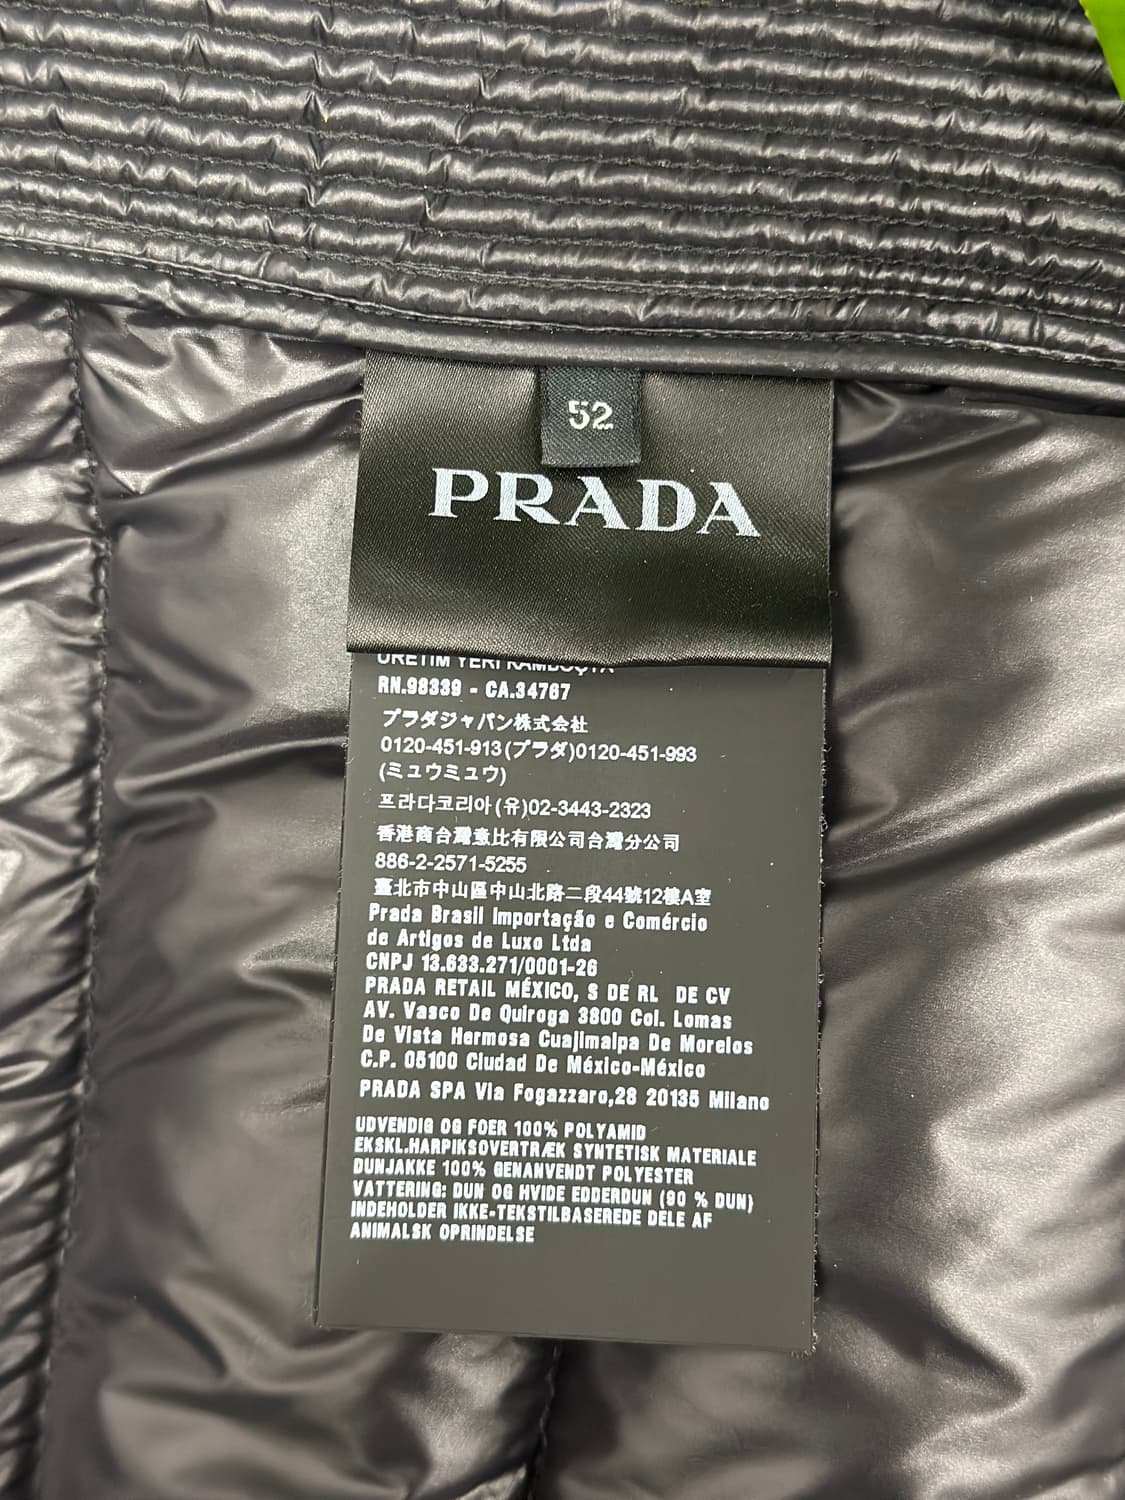 52
PRADA
ÜRETİM YERİ KAMBOÇYA
RN.98339 - CA.34767
プラダジャパン株式会社
0120-451-913(プラダ)0120-451-993
(ミュウミュウ)
프라다코리아(유)02-3443-2323
香港商台灣意比有限公司台灣分公司
886-2-2571-5255
臺北市中山區中山北路二段44號12樓A室
Prada Brasil Importação e Comércio
de Artigos de Luxo Ltda
CNPJ 13.633.271/0001-26
PRADA RETAIL MÉXICO, S DE RL DE CV
AV. Vasco De Quiroga 3800 Col. Lomas
De Vista Hermosa Cuajimalpa De Morelos
C.P. 05100 Ciudad De México-México
PRADA SPA Via Fogazzaro,28 20135 Milano
UDVENDIG OG FOER 100% POLYAMID
EKSKL.HARPIKSOVERTRÆK SYNTETISK MATERIALE
DUNJAKKE 100% GENANVENDT POLYESTER
VATTERING: DUN OG HVIDE EDDERDUN (90 % DUN)
INDEHOLDER IKKE-TEKSTILBASEREDE DELE AF
ANIMALSK OPRINDELSE